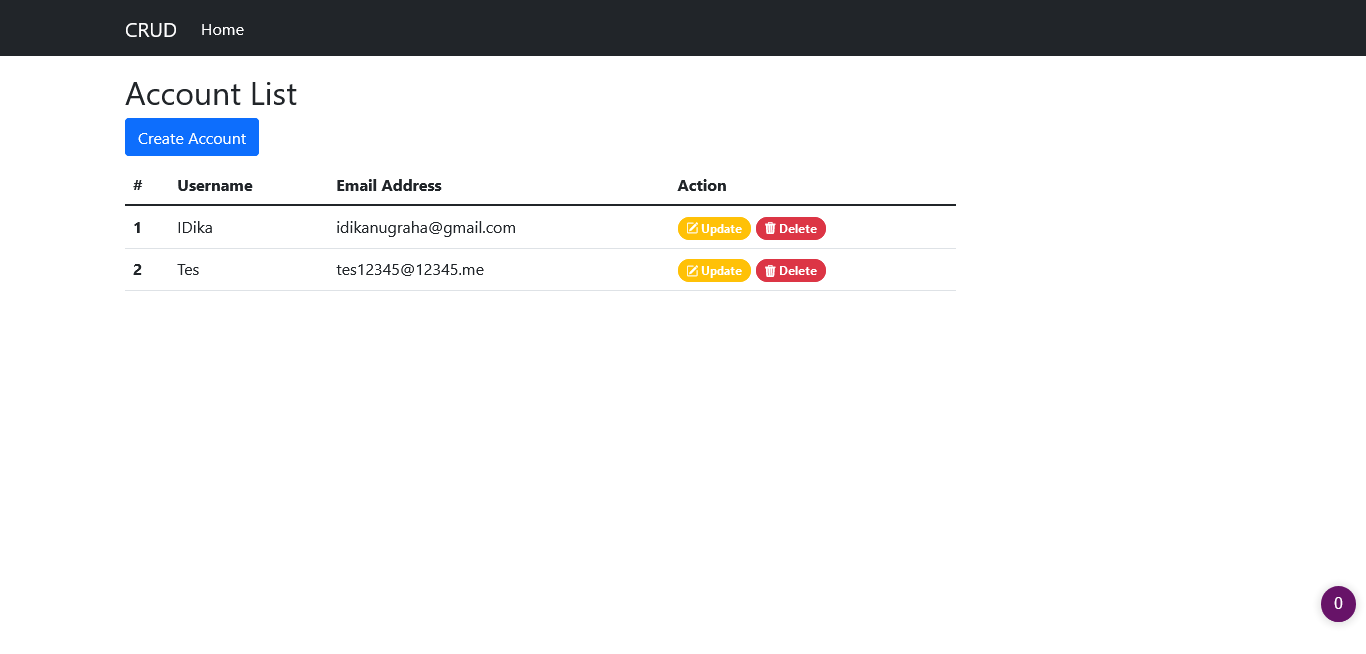 CRUD Home
Account List
Create Account
# Username Email Address Action
1 IDika idikanugraha@gmail.com Update Delete
2 Tes tes12345@12345.me Update Delete
0